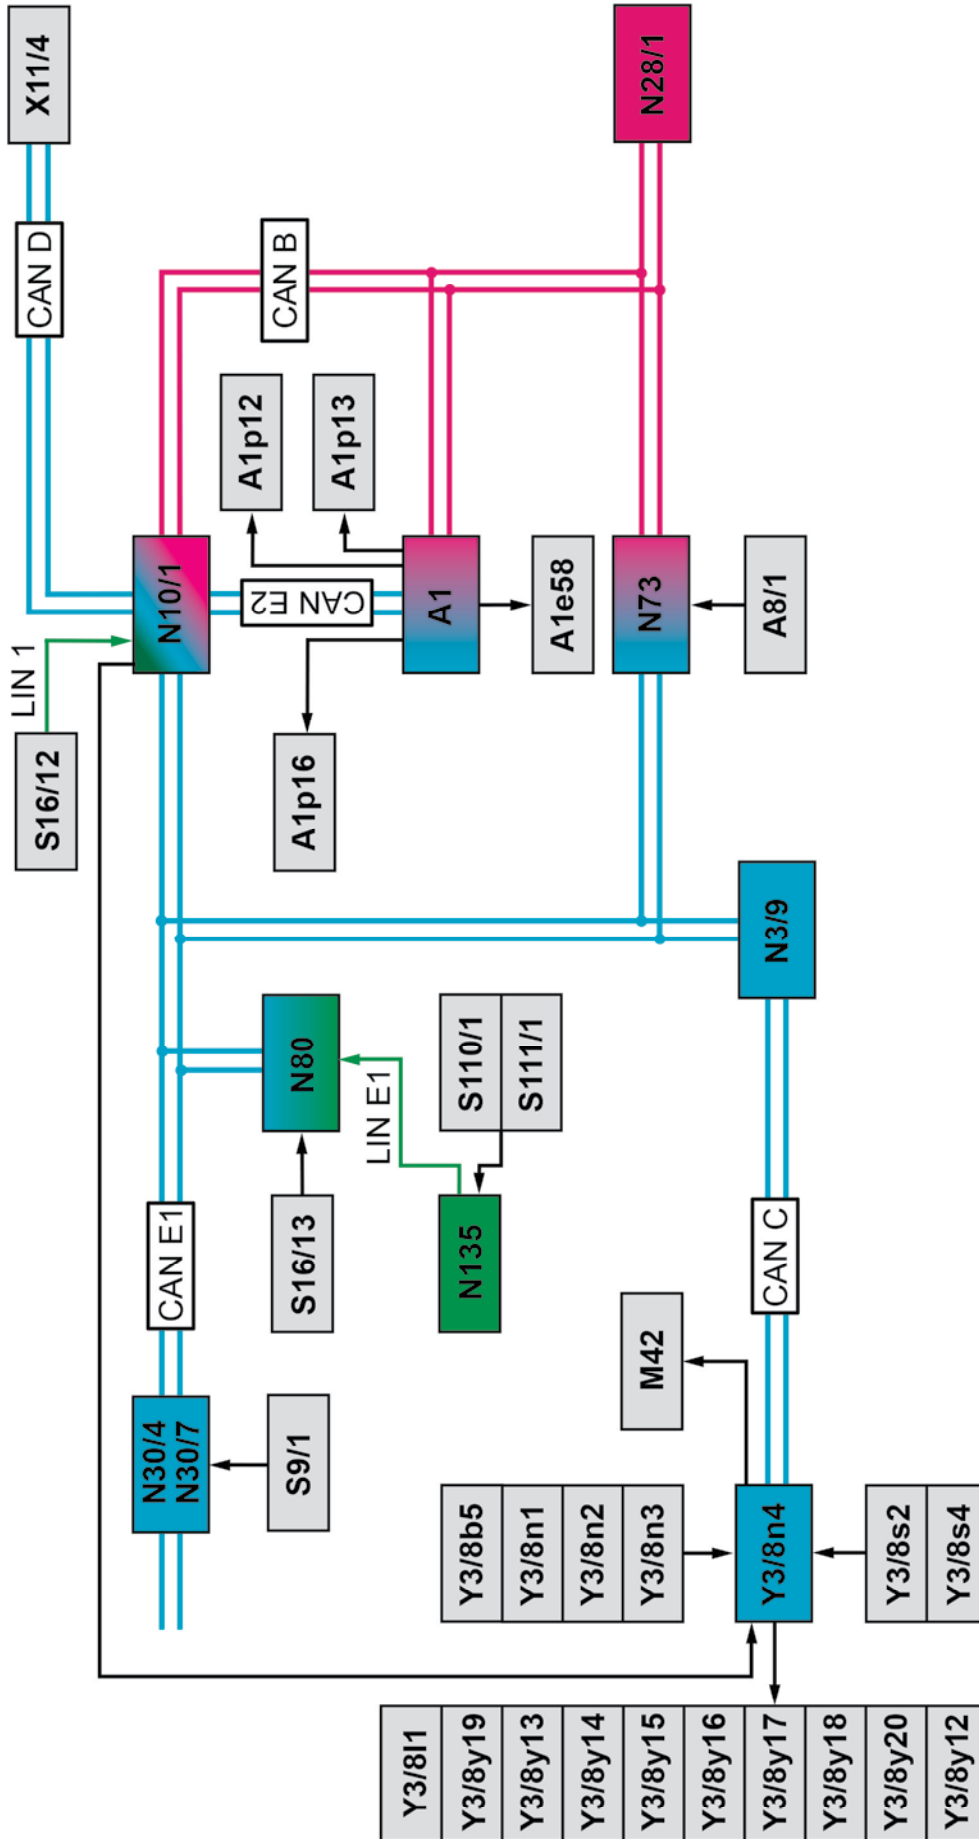 LIN 1
S16/12
CAN D
X11/4
N30/4
N30/7
CAN E1
N10/1
A1p12
CAN B
S9/1
S16/13
N80
A1p16
CAN E2
A1p13
LIN E1
Y3/8l1
A1
Y3/8y19
Y3/8b5
N135
S110/1
Y3/8y13
Y3/8n1
S111/1
A1e58
Y3/8y14
Y3/8n2
Y3/8y15
Y3/8n3
M42
N73
N28/1
Y3/8y16
Y3/8y17
Y3/8n4
CAN C
N3/9
A8/1
Y3/8y18
Y3/8y20
Y3/8s2
Y3/8y12
Y3/8s4